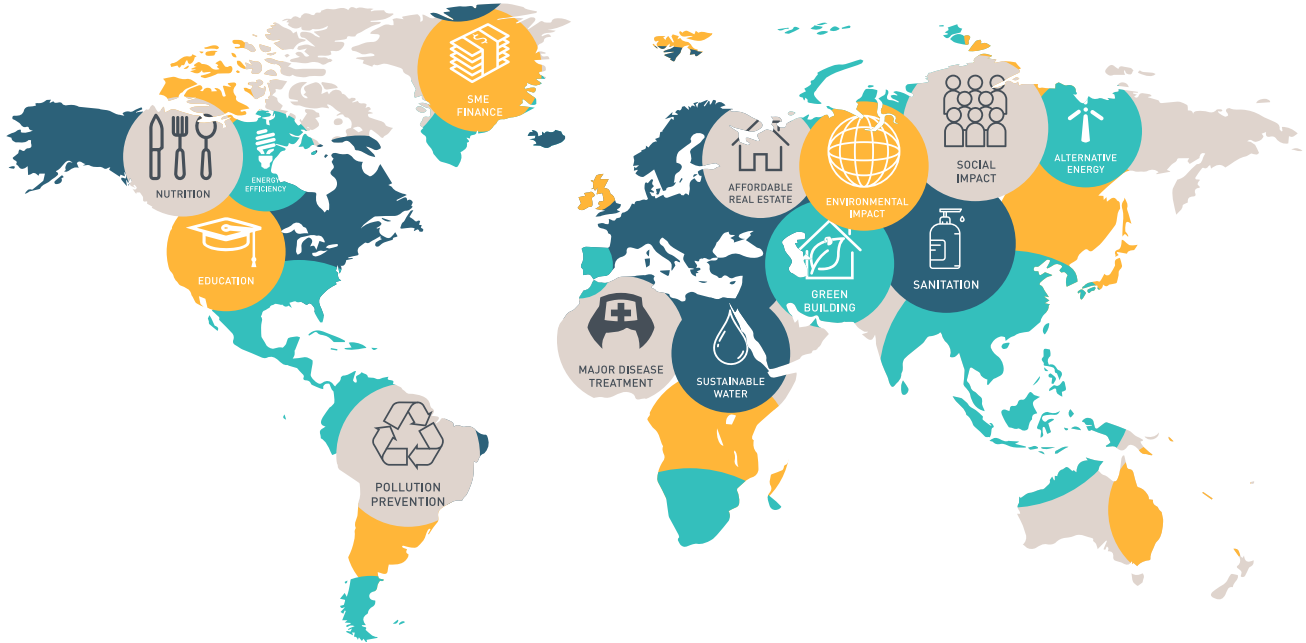 SME
FINANCE
NUTRITION
ENERGY
EFFICIENCY
EDUCATION
POLLUTION
PREVENTION
AFFORDABLE
REAL ESTATE
ENVIRONMENTAL
IMPACT
SOCIAL
IMPACT
ALTERNATIVE
ENERGY
GREEN
BUILDING
SANITATION
MAJOR DISEASE
TREATMENT
SUSTAINABLE
WATER